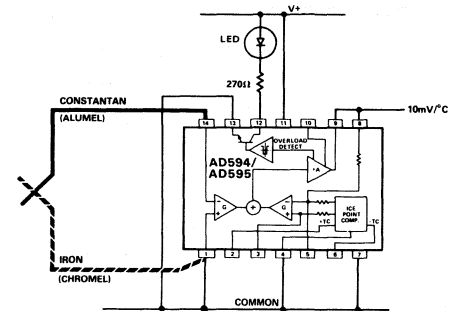 V+
LED
270Ω
CONSTANTAN
(ALUMEL)
10mV/°C
14 13 12 11 10 9 8
OVERLOAD
DETECT
AD594/
AD595
+A
G
+
G
ICE
POINT
COMP.
+TC
-TC
IRON
(CHROMEL)
1 2 3 4 5 6 7
COMMON